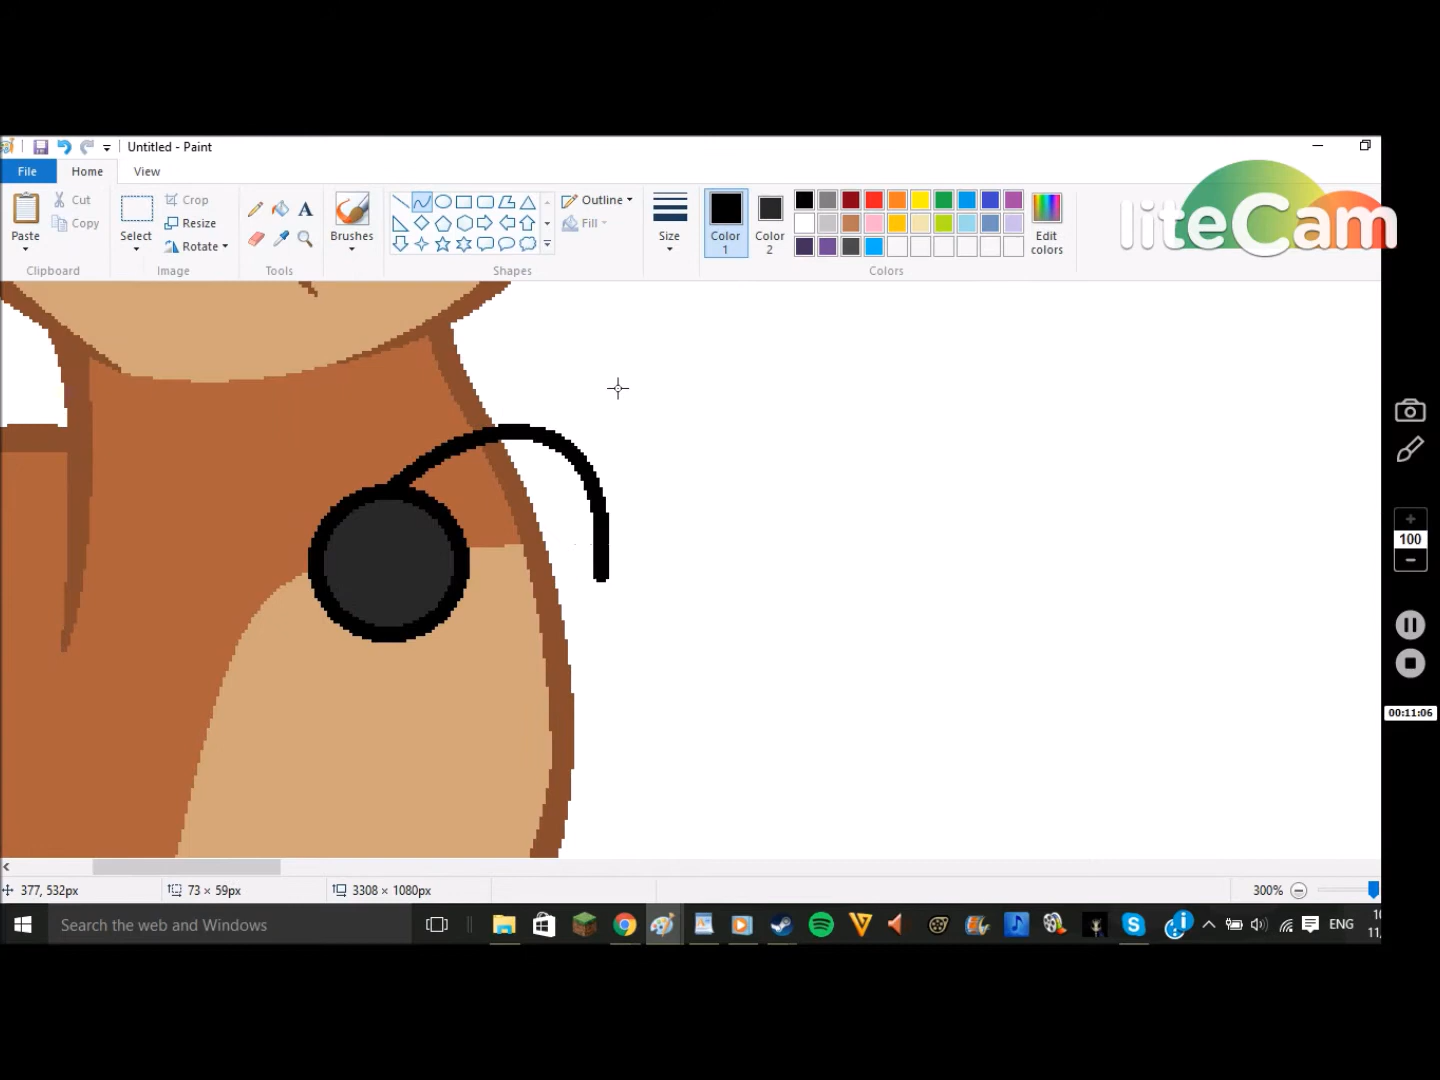 Untitled - Paint
liteCam
File Home View
Cut
Copy
Paste
Clipboard
Select
Crop
Resize
Rotate
Image
A
Tools
Brushes
Shapes
Outline
Fill
Size
Color 1
Color 2
Edit colors
Colors
100
00:11:06
377, 532px
73 × 59px
3308 × 1080px
300%
Search the web and Windows
ENG